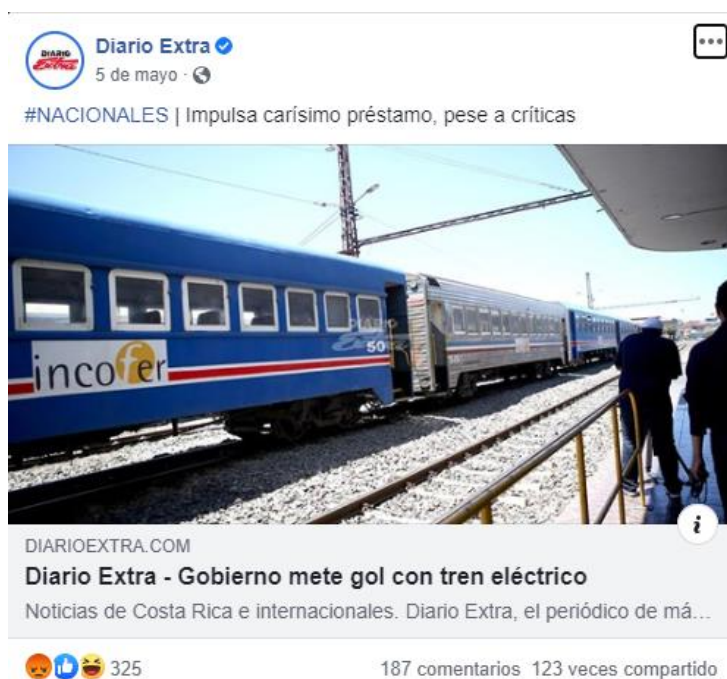 Diario Extra
5 de mayo
#NACIONALES | Impulsa carísimo préstamo, pese a críticas
incofer
50
DIARIO Extra
DIARIOEXTRA.COM
Diario Extra - Gobierno mete gol con tren eléctrico
Noticias de Costa Rica e internacionales. Diario Extra, el periódico de má...
325
187 comentarios 123 veces compartido